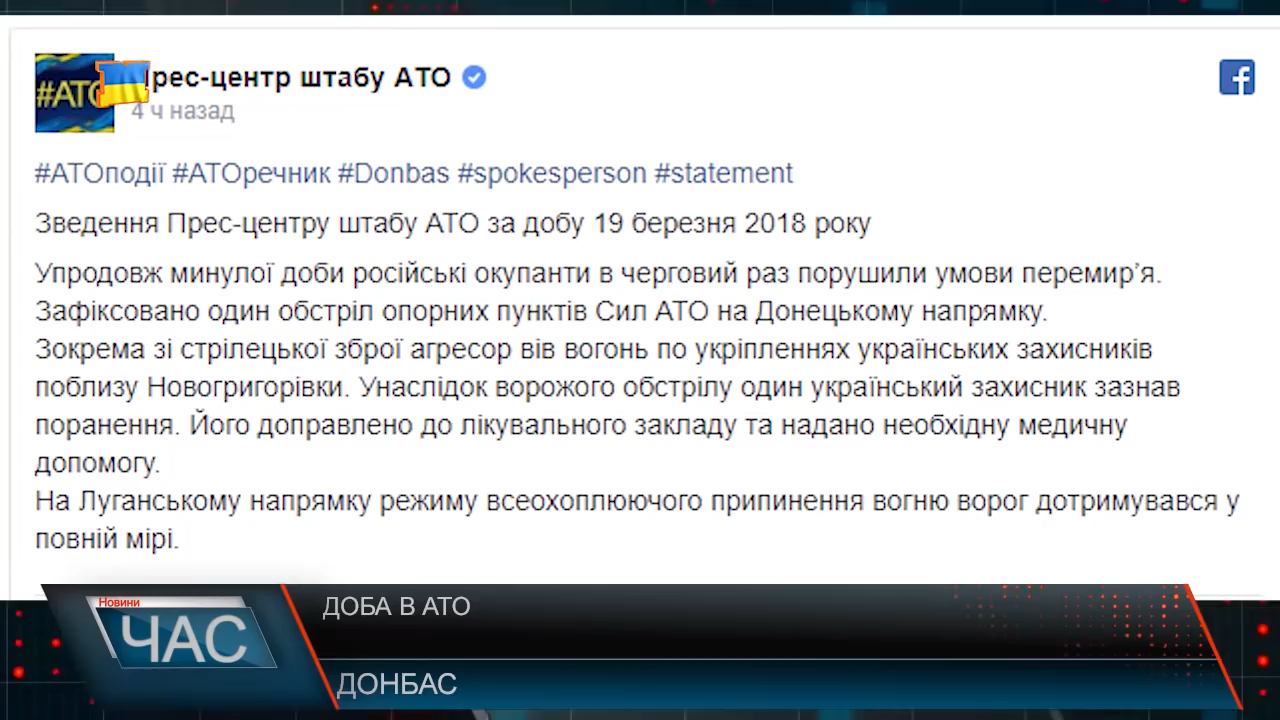 #АТО
рес-центр штабу АТО
4 ч назад
#АТОподії #АТОречник #Donbas #spokesperson #statement
Зведення Прес-центру штабу АТО за добу 19 березня 2018 року
Упродовж минулої доби російські окупанти в черговий раз порушили умови перемир’я.
Зафіксовано один обстріл опорних пунктів Сил АТО на Донецькому напрямку.
Зокрема зі стрілецької зброї агресор вів вогонь по укріпленнях українських захисників
поблизу Новогригорівки. Унаслідок ворожого обстрілу один український захисник зазнав
поранення. Його доправлено до лікувального закладу та надано необхідну медичну
допомогу.
На Луганському напрямку режиму всеохоплюючого припинення вогню ворог дотримувався у
повній мірі.
Новини
ЧАС
ДОБА В АТО
ДОНБАС